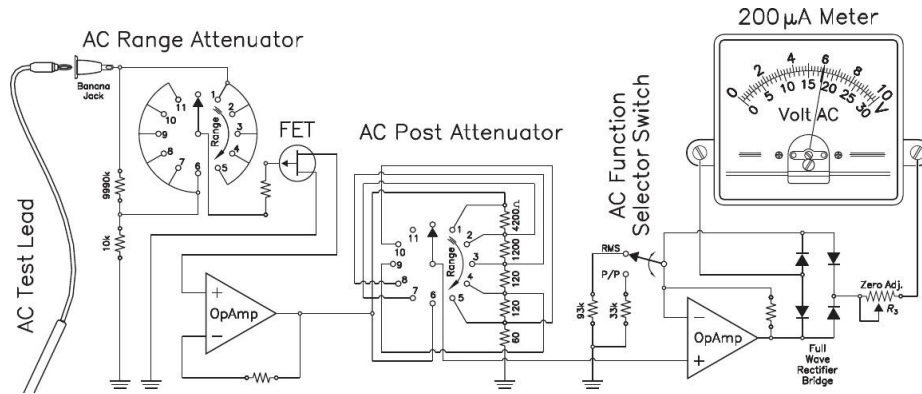 200μA Meter
AC Range Attenuator
Banana
Jack
AC Test Lead
11
10
9
8
7
6
1
2
3
4
5
Range
FET
9990k
10k
AC Post Attenuator
11
10
9
8
7
6
1
2
3
4
5
Range
4200Ω
1200
120
120
60
+
OpAmp
−
AC Function
Selector Switch
RMS
P/P
93k
33k
0 2 4 6 8 10
0 5 10 15 20 25 30
V
Volt AC
−
OpAmp
+
Zero Adj.
R3
Full
Wave
Rectifier
Bridge